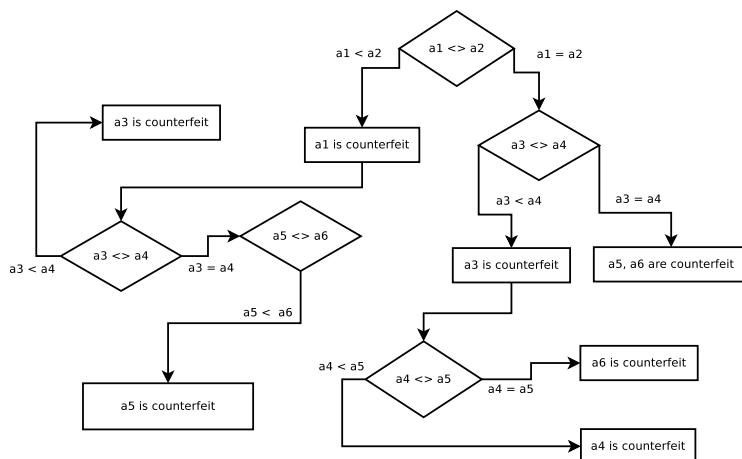 a1 <> a2
a1 < a2
a1 = a2
a3 is counterfeit
a1 is counterfeit
a3 <> a4
a3 < a4
a3 = a4
a5 <> a6
a3 <> a4
a3 < a4
a3 = a4
a3 is counterfeit
a5, a6 are counterfeit
a5 <  a6
a5 is counterfeit
a4 < a5
a4 <> a5
a4 = a5
a6 is counterfeit
a4 is counterfeit